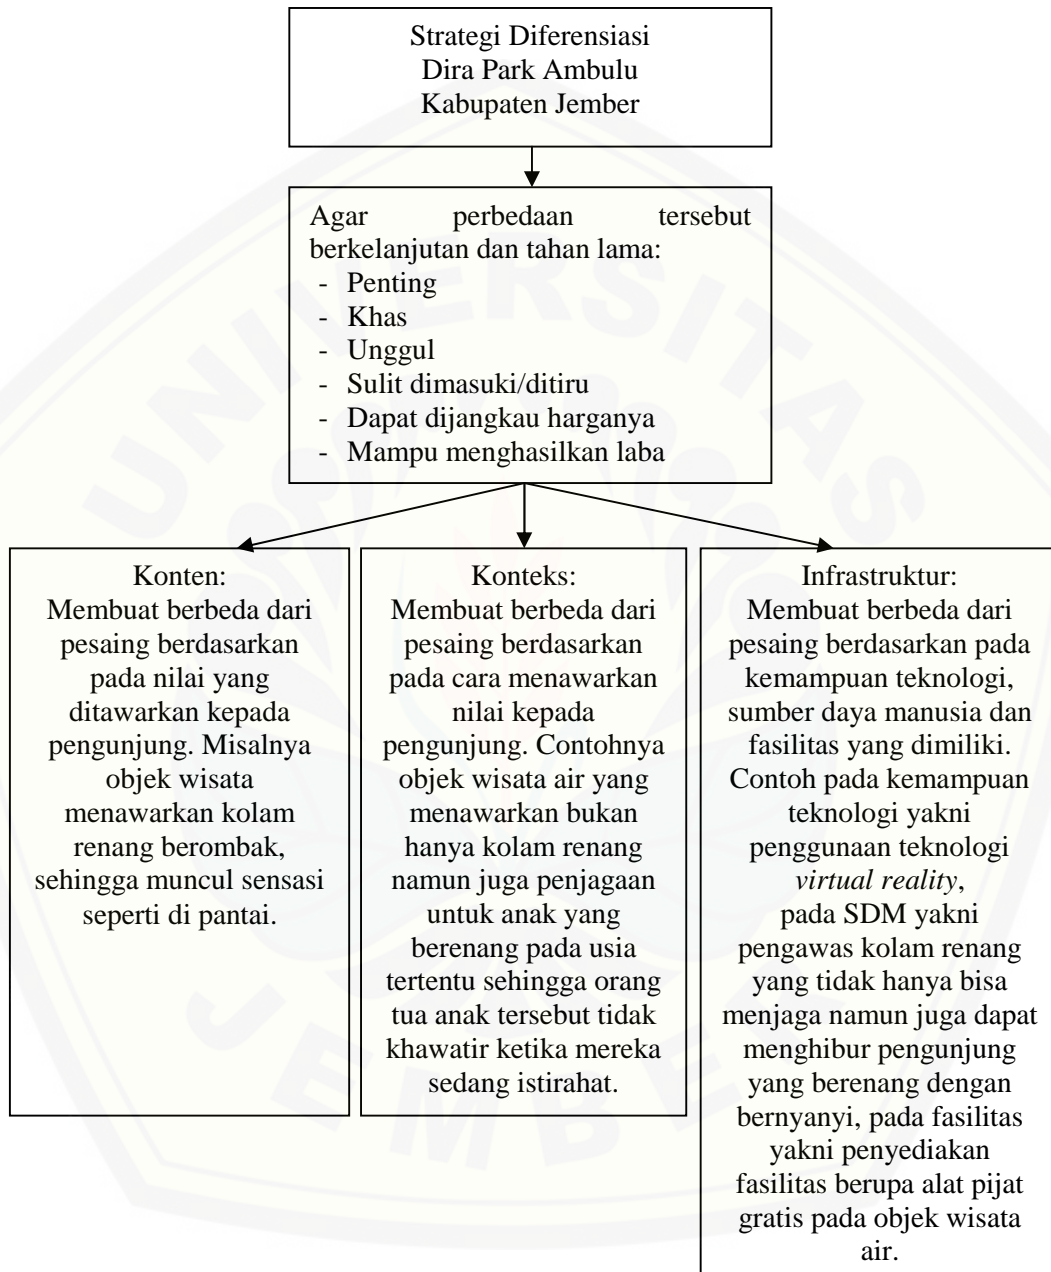 Strategi Diferensiasi
Dira Park Ambulu
Kabupaten Jember
Agar perbedaan tersebut
berkelanjutan dan tahan lama:
- Penting
- Khas
- Unggul
- Sulit dimasuki/ditiru
- Dapat dijangkau harganya
- Mampu menghasilkan laba
Konten:
Membuat berbeda dari
pesaing berdasarkan
pada nilai yang
ditawarkan kepada
pengunjung. Misalnya
objek wisata
menawarkan kolam
renang berombak,
sehingga muncul sensasi
seperti di pantai.
Konteks:
Membuat berbeda dari
pesaing berdasarkan
pada cara menawarkan
nilai kepada
pengunjung. Contohnya
objek wisata air yang
menawarkan bukan
hanya kolam renang
namun juga penjagaan
untuk anak yang
berenang pada usia
tertentu sehingga orang
tua anak tersebut tidak
khawatir ketika mereka
sedang istirahat.
Infrastruktur:
Membuat berbeda dari
pesaing berdasarkan pada
kemampuan teknologi,
sumber daya manusia dan
fasilitas yang dimiliki.
Contoh pada kemampuan
teknologi yakni
penggunaan teknologi
virtual reality,
pada SDM yakni
pengawas kolam renang
yang tidak hanya bisa
menjaga namun juga dapat
menghibur pengunjung
yang berenang dengan
bernyanyi, pada fasilitas
yakni penyediakan
fasilitas berupa alat pijat
gratis pada objek wisata
air.
UNIVERSITAS
JEMBER